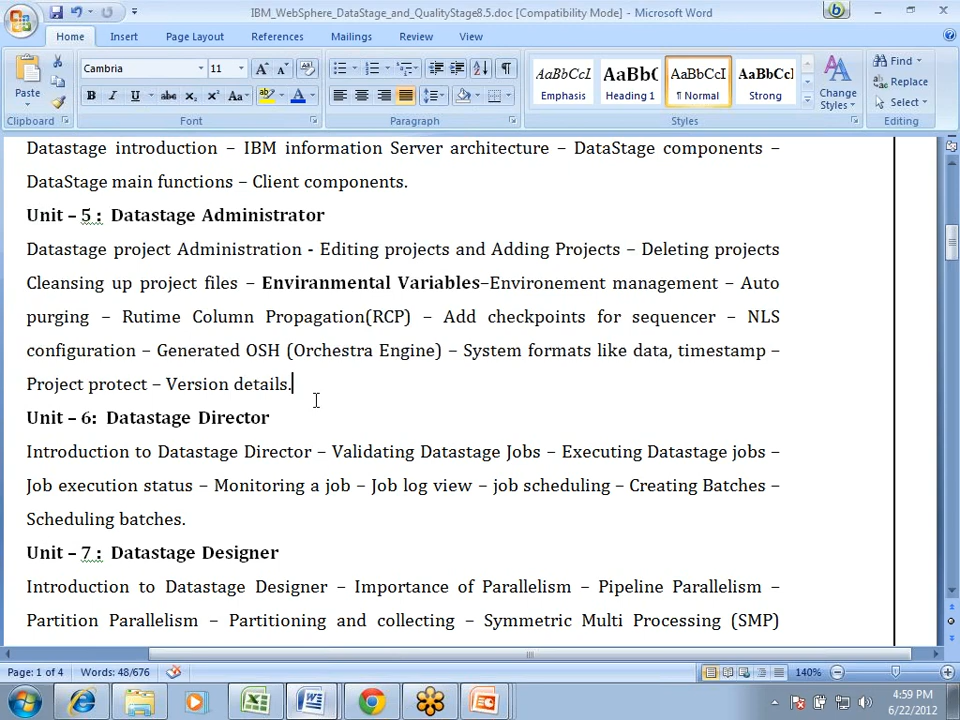 IBM_WebSphere_DataStage_and_QualityStage8.5.doc [Compatibility Mode] - Microsoft Word
Home Insert Page Layout References Mailings Review View
Paste
Clipboard
Cambria 11
B I U abc x₂ x² Aa
Font
Paragraph
AaBbCcI AaBbC AaBbCcI AaBbCcI
Emphasis Heading 1 ¶ Normal Strong
Change Styles
Styles
Find
Replace
Select
Editing
Datastage introduction – IBM information Server architecture – DataStage components –
DataStage main functions – Client components.
Unit – 5 : Datastage Administrator
Datastage project Administration - Editing projects and Adding Projects – Deleting projects
Cleansing up project files – Enviranmental Variables–Environement management – Auto
purging – Rutime Column Propagation(RCP) – Add checkpoints for sequencer – NLS
configuration – Generated OSH (Orchestra Engine) – System formats like data, timestamp –
Project protect – Version details.
Unit – 6: Datastage Director
Introduction to Datastage Director – Validating Datastage Jobs – Executing Datastage jobs –
Job execution status – Monitoring a job – Job log view – job scheduling – Creating Batches –
Scheduling batches.
Unit – 7 : Datastage Designer
Introduction to Datastage Designer – Importance of Parallelism – Pipeline Parallelism –
Partition Parallelism – Partitioning and collecting – Symmetric Multi Processing (SMP)
Page: 1 of 4 Words: 48/676 140%
4:59 PM
6/22/2012